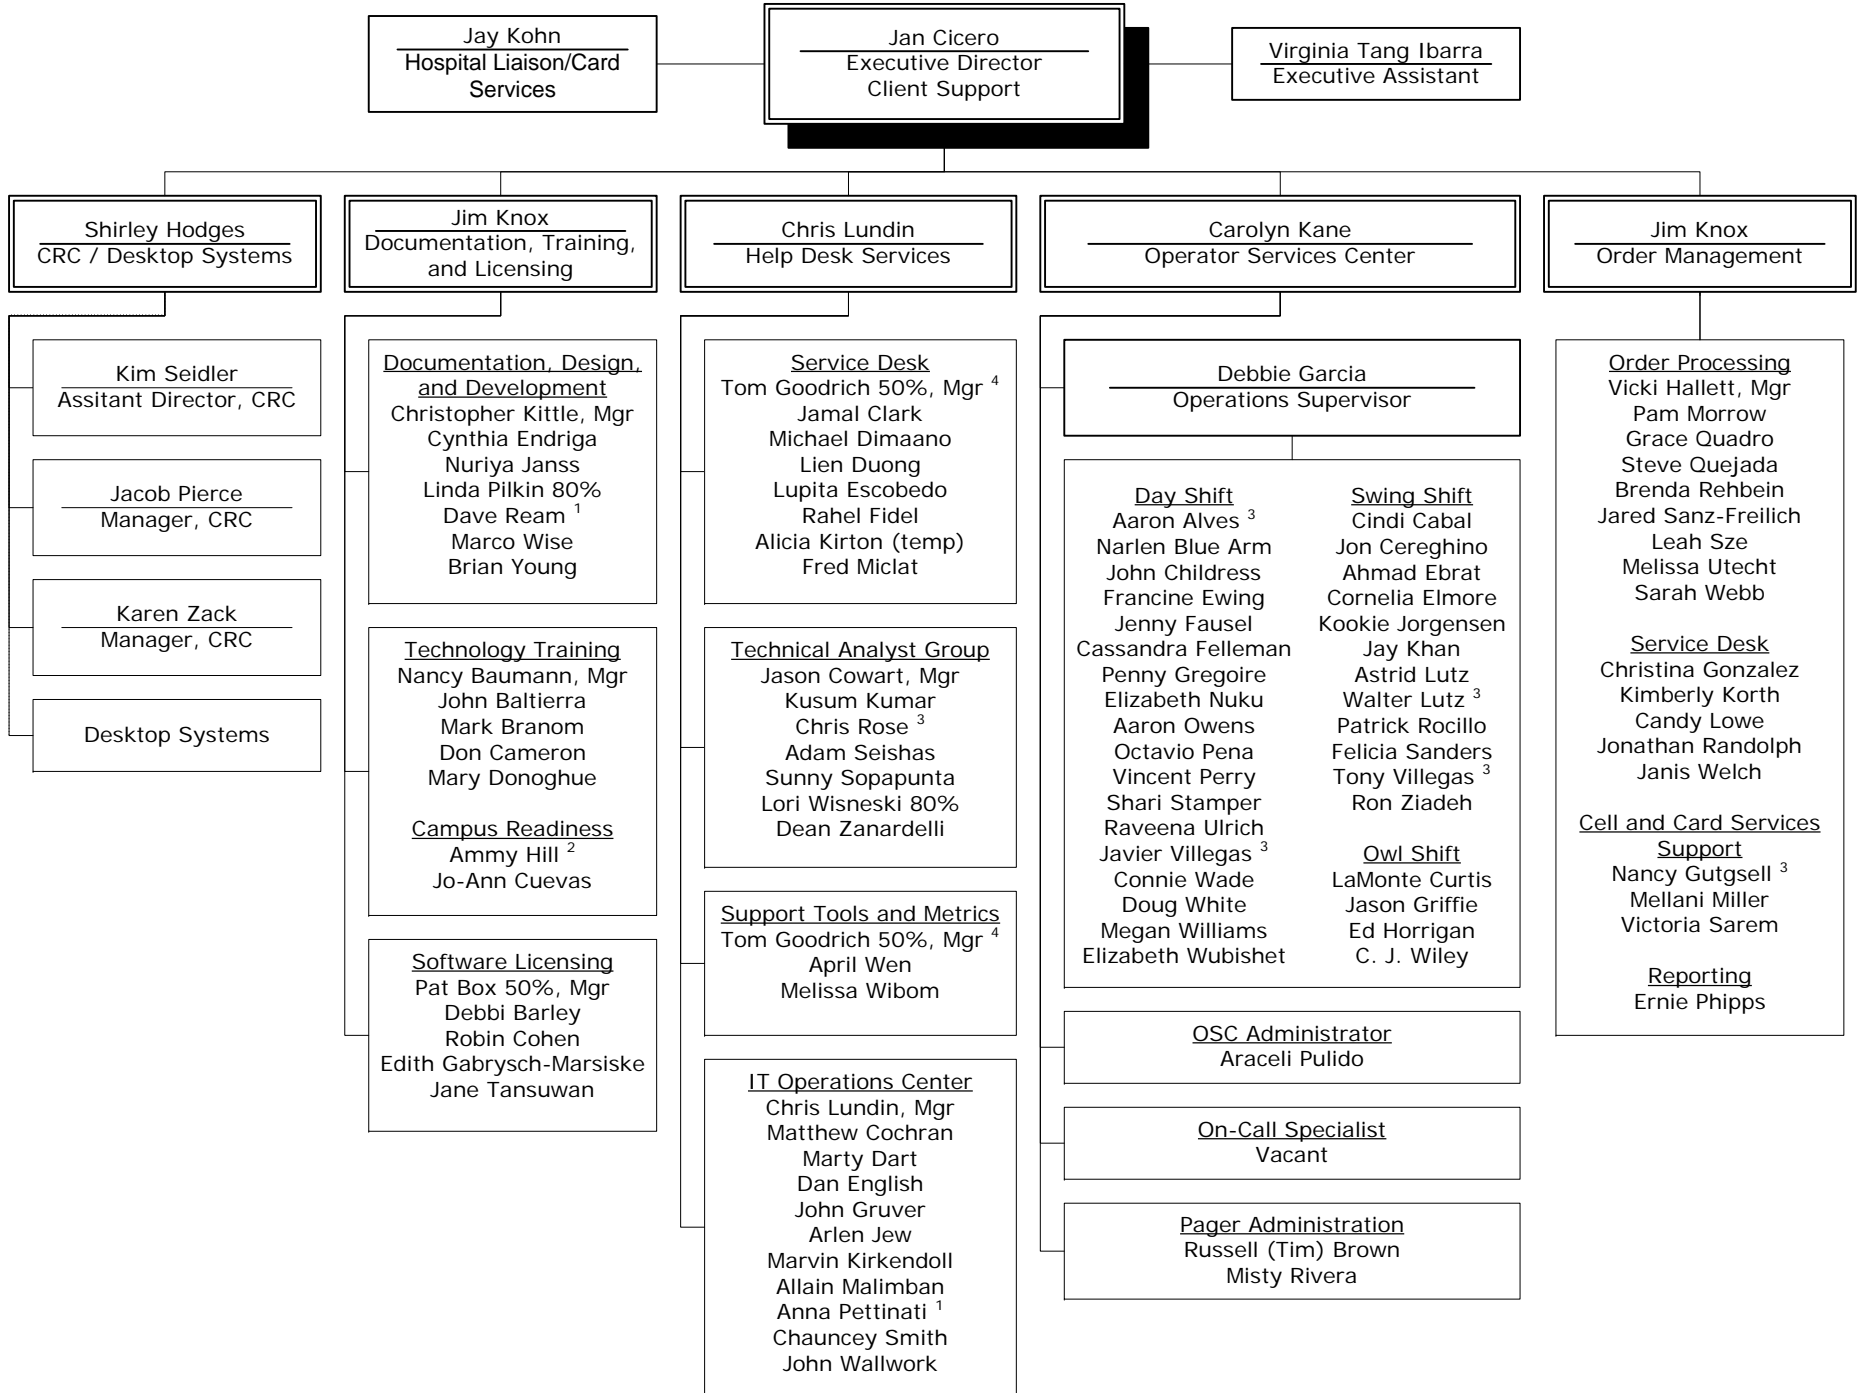 Jay Kohn
Hospital Liaison/Card
Services
Jan Cicero
Executive Director
Client Support
Virginia Tang Ibarra
Executive Assistant
Shirley Hodges
CRC / Desktop Systems
Jim Knox
Documentation, Training,
and Licensing
Chris Lundin
Help Desk Services
Carolyn Kane
Operator Services Center
Jim Knox
Order Management
Kim Seidler
Assitant Director, CRC
Jacob Pierce
Manager, CRC
Karen Zack
Manager, CRC
Desktop Systems
Documentation, Design,
and Development
Christopher Kittle, Mgr
Cynthia Endriga
Nuriya Janss
Linda Pilkin 80%
Dave Ream 1
Marco Wise
Brian Young
Technology Training
Nancy Baumann, Mgr
John Baltierra
Mark Branom
Don Cameron
Mary Donoghue
Campus Readiness
Ammy Hill 2
Jo-Ann Cuevas
Software Licensing
Pat Box 50%, Mgr
Debbi Barley
Robin Cohen
Edith Gabrysch-Marsiske
Jane Tansuwan
Service Desk
Tom Goodrich 50%, Mgr 4
Jamal Clark
Michael Dimaano
Lien Duong
Lupita Escobedo
Rahel Fidel
Alicia Kirton (temp)
Fred Miclat
Technical Analyst Group
Jason Cowart, Mgr
Kusum Kumar
Chris Rose 3
Adam Seishas
Sunny Sopapunta
Lori Wisneski 80%
Dean Zanardelli
Support Tools and Metrics
Tom Goodrich 50%, Mgr 4
April Wen
Melissa Wibom
IT Operations Center
Chris Lundin, Mgr
Matthew Cochran
Marty Dart
Dan English
John Gruver
Arlen Jew
Marvin Kirkendoll
Allain Malimban
Anna Pettinati 1
Chauncey Smith
John Wallwork
Debbie Garcia
Operations Supervisor
Day Shift
Aaron Alves 3
Narlen Blue Arm
John Childress
Francine Ewing
Jenny Fausel
Cassandra Felleman
Penny Gregoire
Elizabeth Nuku
Aaron Owens
Octavio Pena
Vincent Perry
Shari Stamper
Raveena Ulrich
Javier Villegas 3
Connie Wade
Doug White
Megan Williams
Elizabeth Wubishet
Swing Shift
Cindi Cabal
Jon Cereghino
Ahmad Ebrat
Cornelia Elmore
Kookie Jorgensen
Jay Khan
Astrid Lutz
Walter Lutz 3
Patrick Rocillo
Felicia Sanders
Tony Villegas 3
Ron Ziadeh
Owl Shift
LaMonte Curtis
Jason Griffie
Ed Horrigan
C. J. Wiley
OSC Administrator
Araceli Pulido
On-Call Specialist
Vacant
Pager Administration
Russell (Tim) Brown
Misty Rivera
Order Processing
Vicki Hallett, Mgr
Pam Morrow
Grace Quadro
Steve Quejada
Brenda Rehbein
Jared Sanz-Freilich
Leah Sze
Melissa Utecht
Sarah Webb
Service Desk
Christina Gonzalez
Kimberly Korth
Candy Lowe
Jonathan Randolph
Janis Welch
Cell and Card Services
Support
Nancy Gutgsell 3
Mellani Miller
Victoria Sarem
Reporting
Ernie Phipps